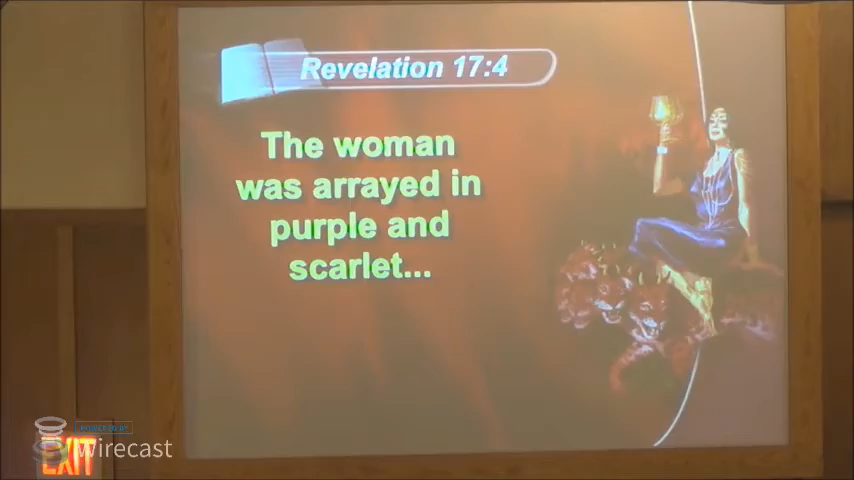 Revelation 17:4
The woman
was arrayed in
purple and
scarlet...
EXIT
wirecast